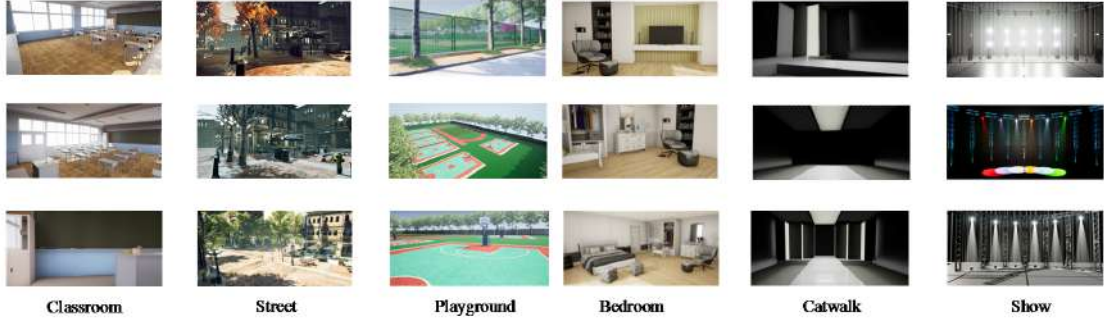 Classroom
Street
Playground
Bedroom
Catwalk
Show